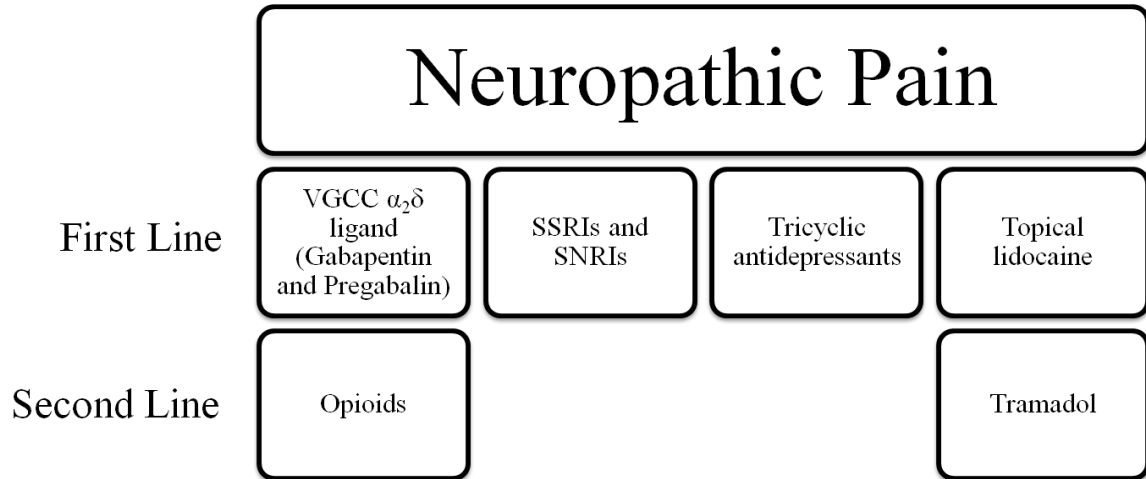 Neuropathic Pain
First Line
VGCC α₂δ
ligand
(Gabapentin
and Pregabalin)
SSRIs and
SNRIs
Tricyclic
antidepressants
Topical
lidocaine
Second Line
Opioids
Tramadol